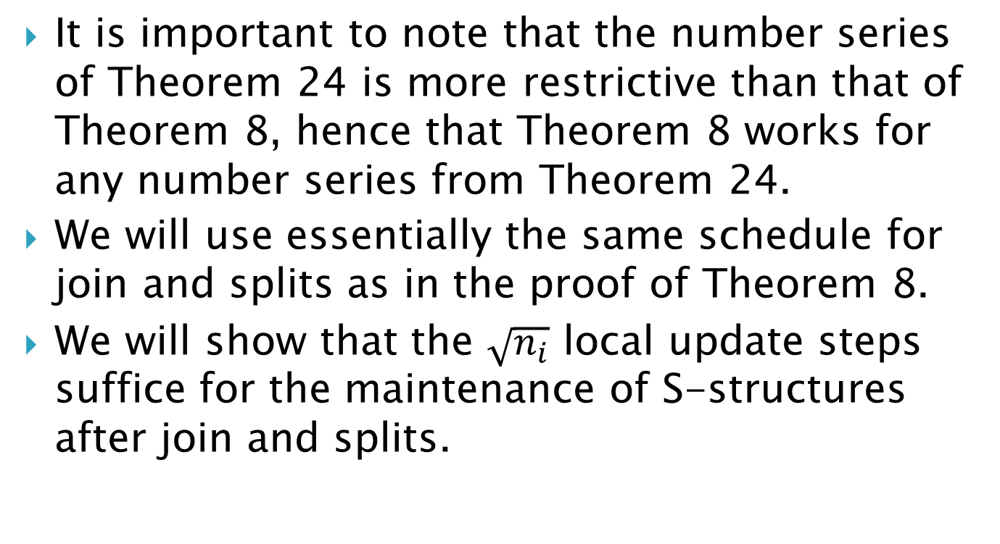 It is important to note that the number series
of Theorem 24 is more restrictive than that of
Theorem 8, hence that Theorem 8 works for
any number series from Theorem 24.
We will use essentially the same schedule for
join and splits as in the proof of Theorem 8.
We will show that the √nᵢ local update steps
suffice for the maintenance of S-structures
after join and splits.